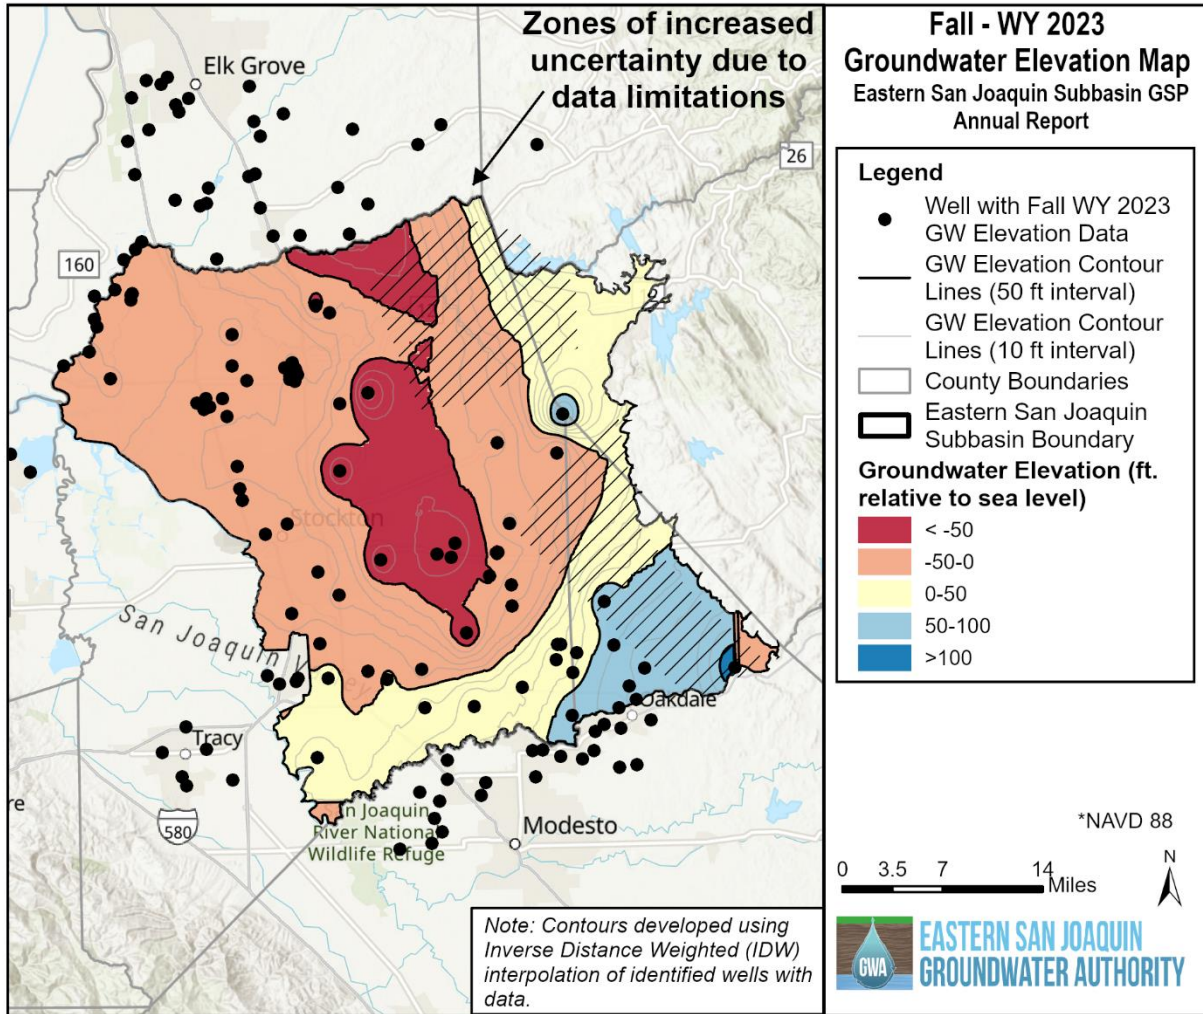 Zones of increased
uncertainty due to
data limitations
Elk Grove
26
160
Stockton
San Joaquin
Oakdale
Tracy
580
n Joaquin
River National
Wildlife Refuge
Modesto
re
Note: Contours developed using
Inverse Distance Weighted (IDW)
interpolation of identified wells with
data.
Fall - WY 2023
Groundwater Elevation Map
Eastern San Joaquin Subbasin GSP
Annual Report
Legend
Well with Fall WY 2023
GW Elevation Data
GW Elevation Contour
Lines (50 ft interval)
GW Elevation Contour
Lines (10 ft interval)
County Boundaries
Eastern San Joaquin
Subbasin Boundary
Groundwater Elevation (ft.
relative to sea level)
< -50
-50-0
0-50
50-100
>100
*NAVD 88
0 3.5 7 14
Miles
N
GWA
EASTERN SAN JOAQUIN
GROUNDWATER AUTHORITY